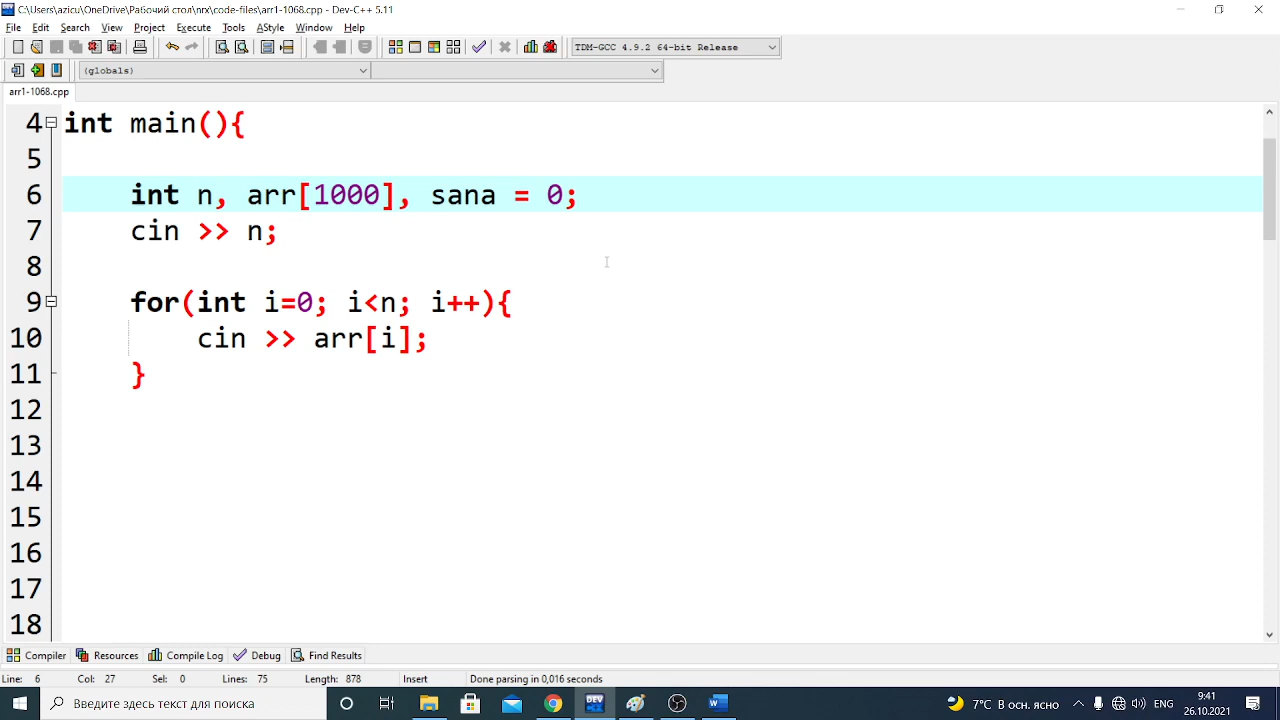 C:\Users\azicu\OneDrive\Рабочий стол\nrx\code-files\arr1-1068.cpp - Dev-C++ 5.11
File Edit Search View Project Execute Tools AStyle Window Help
TDM-GCC 4.9.2 64-bit Release
(globals)
arr1-1068.cpp
4 int main(){
5
6 int n, arr[1000], sana = 0;
7 cin >> n;
8
9 for(int i=0; i<n; i++){
10 cin >> arr[i];
11 }
12
13
14
15
16
17
18
Compiler Resources Compile Log Debug Find Results
Line: 6 Col: 27 Sel: 0 Lines: 75 Length: 878 Insert Done parsing in 0,016 seconds
Введите здесь текст для поиска
DEV
7°C В осн. ясно
ENG
9:41
26.10.2021